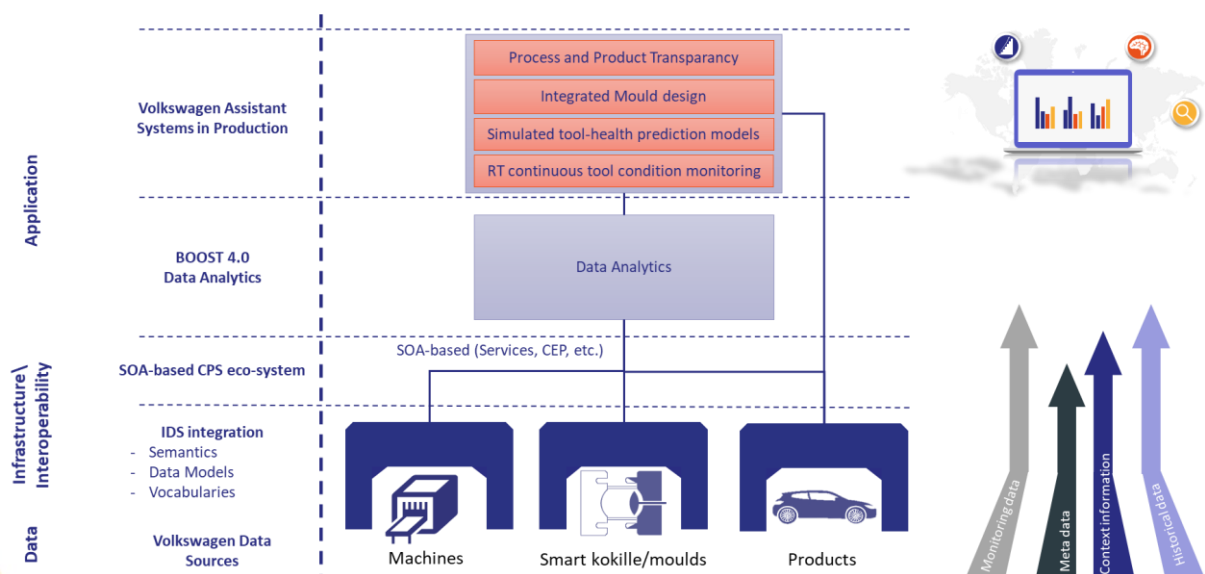 Application
Infrastructure\
Interoperability
Data
Volkswagen Assistant
Systems in Production
BOOST 4.0
Data Analytics
SOA-based CPS eco-system
IDS integration
- Semantics
- Data Models
- Vocabularies
Volkswagen Data
Sources
Process and Product Transparancy
Integrated Mould design
Simulated tool-health prediction models
RT continuous tool condition monitoring
Data Analytics
SOA-based (Services, CEP, etc.)
Machines
Smart kokille/moulds
Products
Monitoring data
Meta data
Context information
Historical data